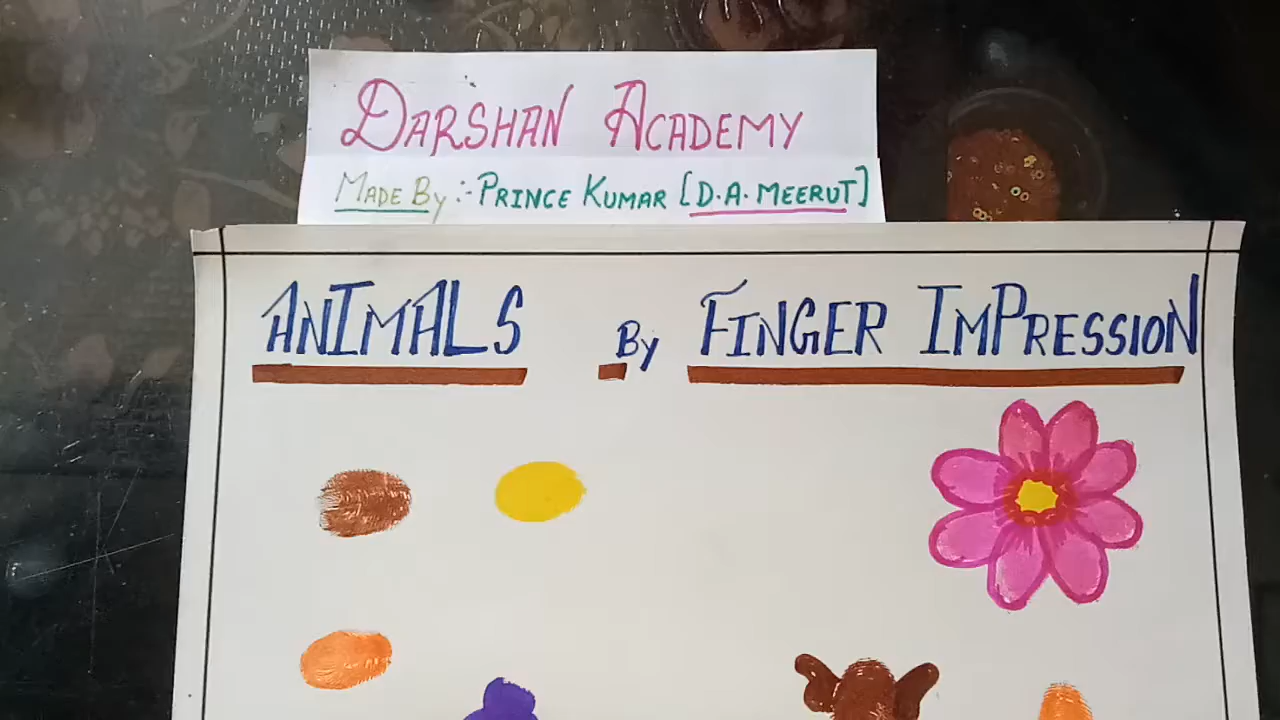 DARSHAN ACADEMY
MADE By :- PRINCE KUMAR [D.A. MEERUT]
ANIMALS By FINGER IMPRESSION